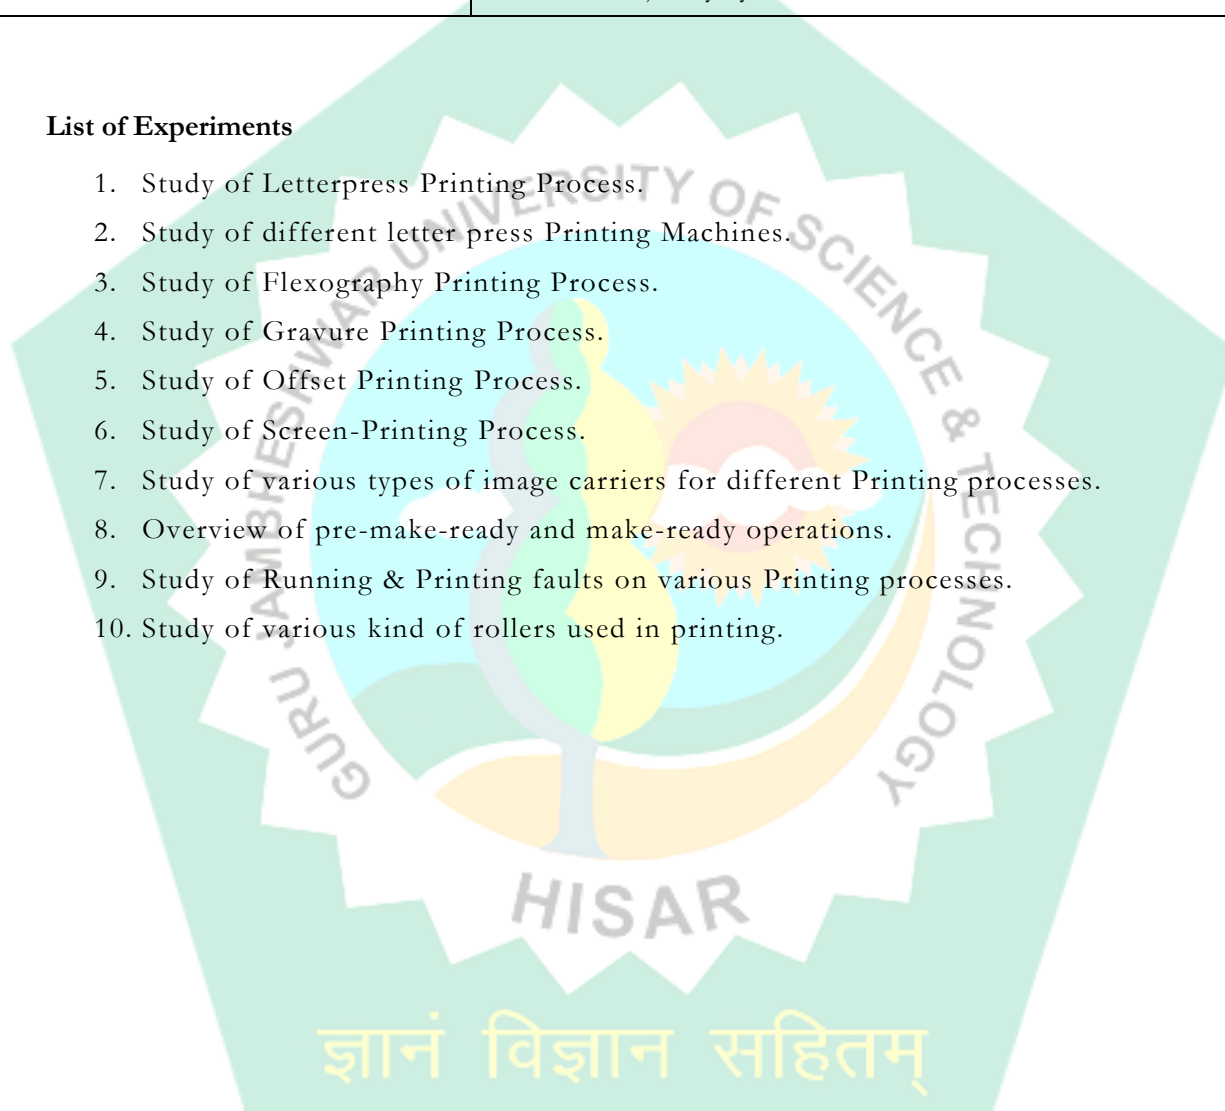 List of Experiments
1. Study of Letterpress Printing Process.
2. Study of different letter press Printing Machines.
3. Study of Flexography Printing Process.
4. Study of Gravure Printing Process.
5. Study of Offset Printing Process.
6. Study of Screen-Printing Process.
7. Study of various types of image carriers for different Printing processes.
8. Overview of pre-make-ready and make-ready operations.
9. Study of Running & Printing faults on various Printing processes.
10. Study of various kind of rollers used in printing.
GURU JAMBHESHWAR UNIVERSITY OF SCIENCE & TECHNOLOGY
HISAR
ज्ञानं विज्ञान सहितम्